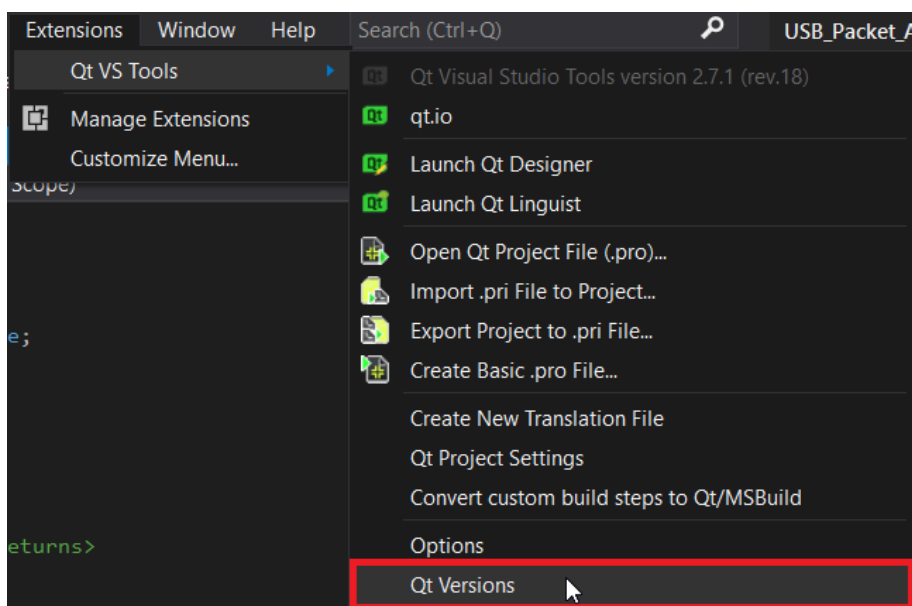 Extensions Window Help Search (Ctrl+Q) USB_Packet_A
Qt VS Tools
Manage Extensions
Customize Menu...
Scope)
e;
eturns>
Qt Visual Studio Tools version 2.7.1 (rev.18)
Qt qt.io
Launch Qt Designer
Qt Launch Qt Linguist
Open Qt Project File (.pro)...
Import .pri File to Project...
Export Project to .pri File...
Create Basic .pro File...
Create New Translation File
Qt Project Settings
Convert custom build steps to Qt/MSBuild
Options
Qt Versions